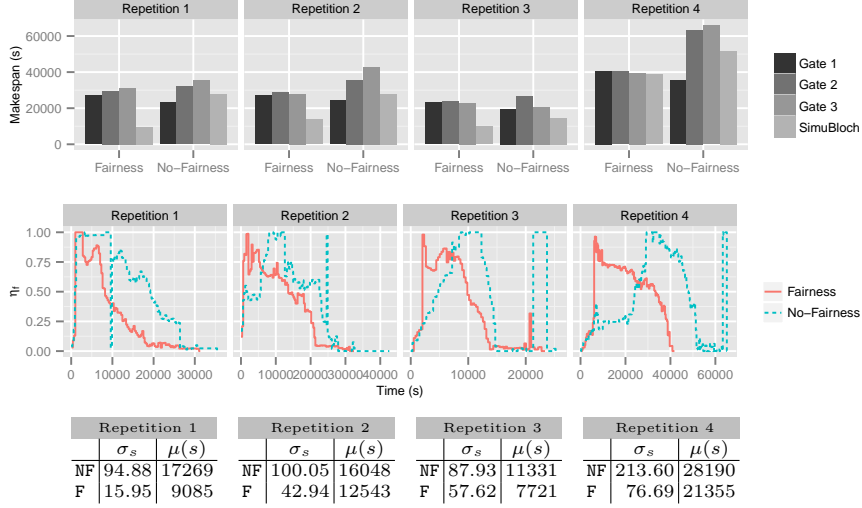 Repetition 1 Repetition 2 Repetition 3 Repetition 4
Makespan (s)
60000
40000
20000
0
Fairness No−Fairness Fairness No−Fairness Fairness No−Fairness Fairness No−Fairness
Gate 1
Gate 2
Gate 3
SimuBloch
Repetition 1 Repetition 2 Repetition 3 Repetition 4
ηf
1.00
0.75
0.50
0.25
0.00
0 10000 20000 30000 0 10000 20000 30000 40000 0 10000 20000 0 20000 40000 60000
Time (s)
Fairness
No−Fairness
Repetition 1 Repetition 2 Repetition 3 Repetition 4
σs μ(s) σs μ(s) σs μ(s) σs μ(s)
NF 94.88 17269 NF 100.05 16048 NF 87.93 11331 NF 213.60 28190
F 15.95 9085 F 42.94 12543 F 57.62 7721 F 76.69 21355